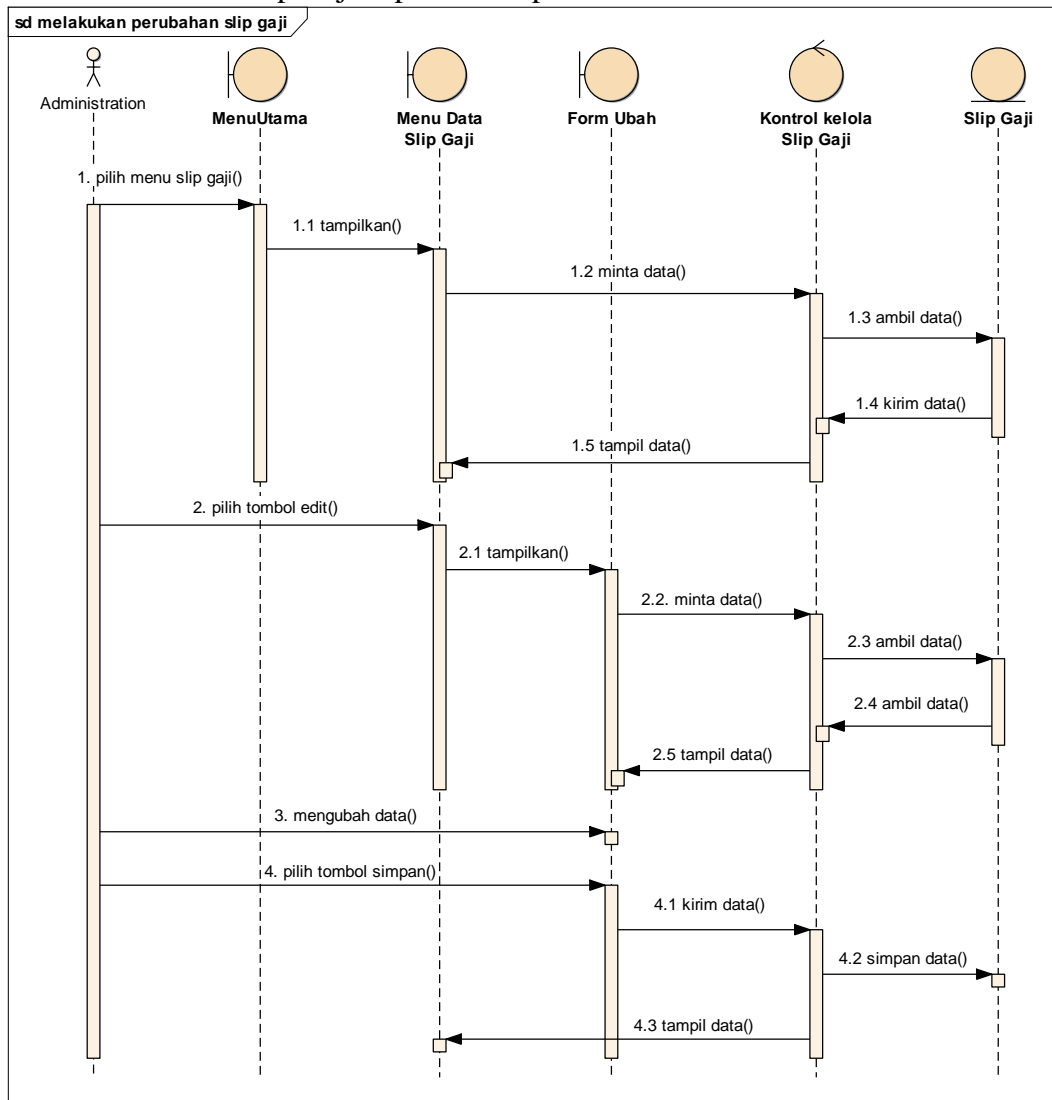 sd melakukan perubahan slip gaji
Administration
MenuUtama
Menu Data
Slip Gaji
Form Ubah
Kontrol kelola
Slip Gaji
Slip Gaji
1. pilih menu slip gaji()
1.1 tampilkan()
1.2 minta data()
1.3 ambil data()
1.4 kirim data()
1.5 tampil data()
2. pilih tombol edit()
2.1 tampilkan()
2.2. minta data()
2.3 ambil data()
2.4 ambil data()
2.5 tampil data()
3. mengubah data()
4. pilih tombol simpan()
4.1 kirim data()
4.2 simpan data()
4.3 tampil data()